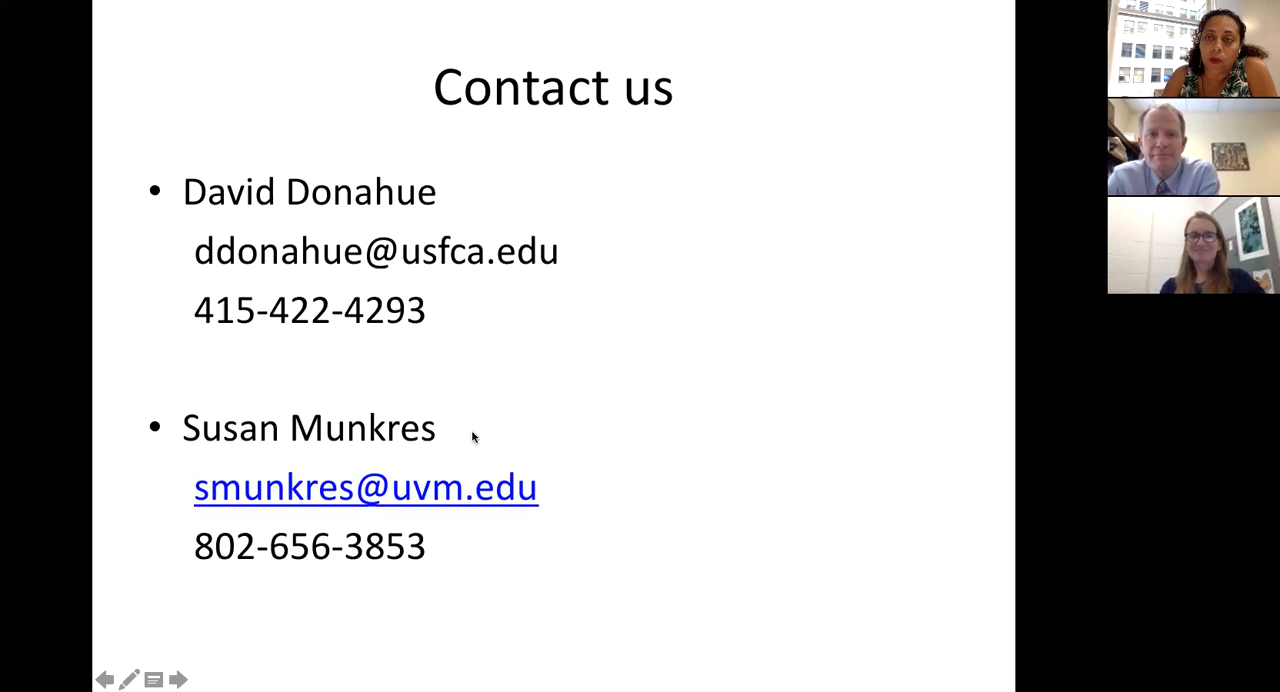 Contact us
• David Donahue
ddonahue@usfca.edu
415-422-4293
• Susan Munkres
smunkres@uvm.edu
802-656-3853